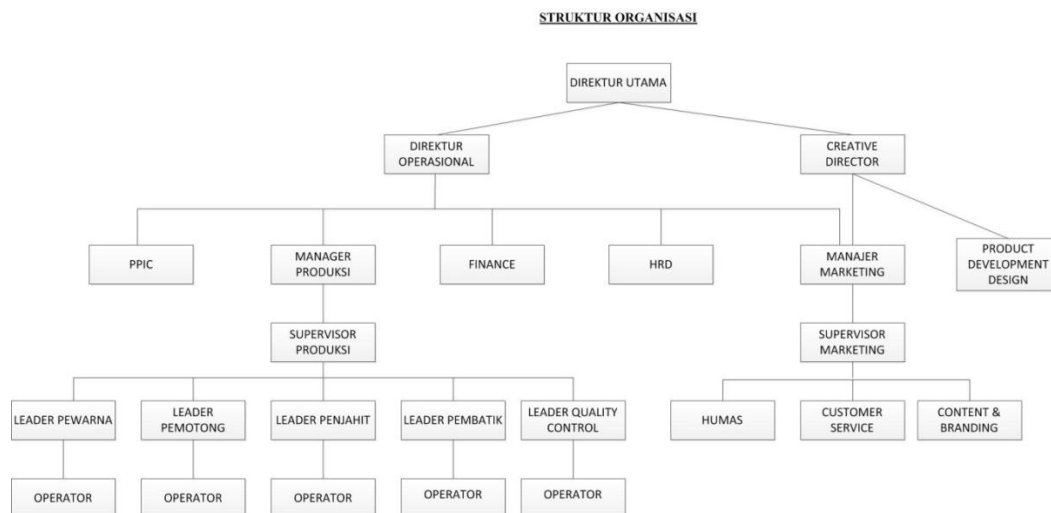 STRUKTUR ORGANISASI
DIREKTUR UTAMA
DIREKTUR
OPERASIONAL
CREATIVE
DIRECTOR
PPIC
MANAGER
PRODUKSI
FINANCE
HRD
MANAJER
MARKETING
PRODUCT
DEVELOPMENT
DESIGN
SUPERVISOR
PRODUKSI
SUPERVISOR
MARKETING
LEADER PEWARNA
LEADER
PEMOTONG
LEADER PENJAHIT
LEADER PEMBATIK
LEADER QUALITY
CONTROL
HUMAS
CUSTOMER
SERVICE
CONTENT &
BRANDING
OPERATOR
OPERATOR
OPERATOR
OPERATOR
OPERATOR